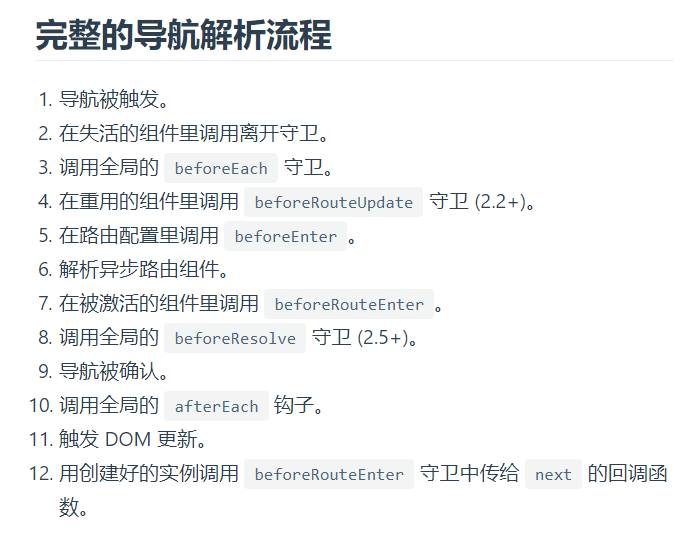 完整的导航解析流程
1. 导航被触发。
2. 在失活的组件里调用离开守卫。
3. 调用全局的 beforeEach 守卫。
4. 在重用的组件里调用 beforeRouteUpdate 守卫 (2.2+)。
5. 在路由配置里调用 beforeEnter。
6. 解析异步路由组件。
7. 在被激活的组件里调用 beforeRouteEnter。
8. 调用全局的 beforeResolve 守卫 (2.5+)。
9. 导航被确认。
10. 调用全局的 afterEach 钩子。
11. 触发 DOM 更新。
12. 用创建好的实例调用 beforeRouteEnter 守卫中传给 next 的回调函
数。